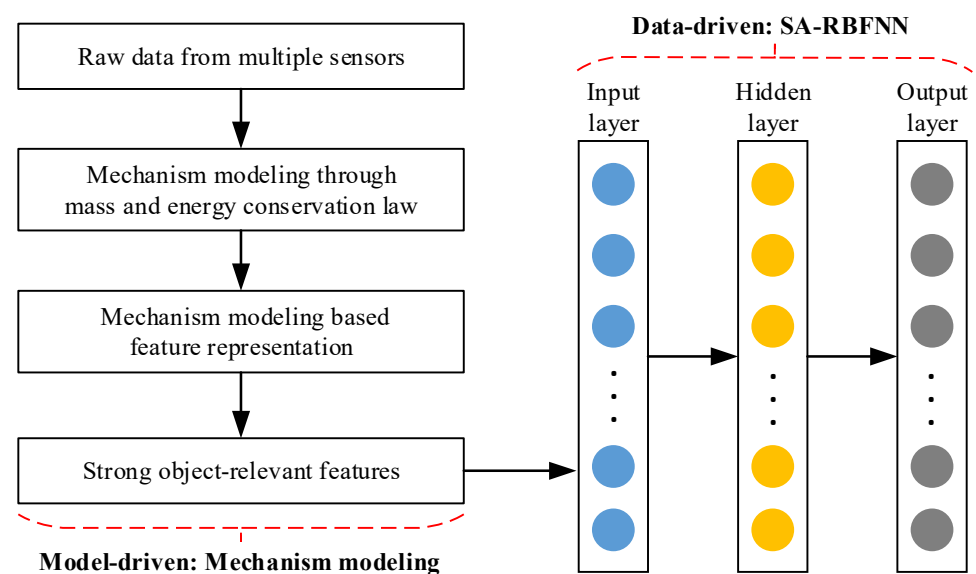 Raw data from multiple sensors
Mechanism modeling through
mass and energy conservation law
Mechanism modeling based
feature representation
Strong object-relevant features
Model-driven: Mechanism modeling
Data-driven: SA-RBFNN
Input
layer
Hidden
layer
Output
layer